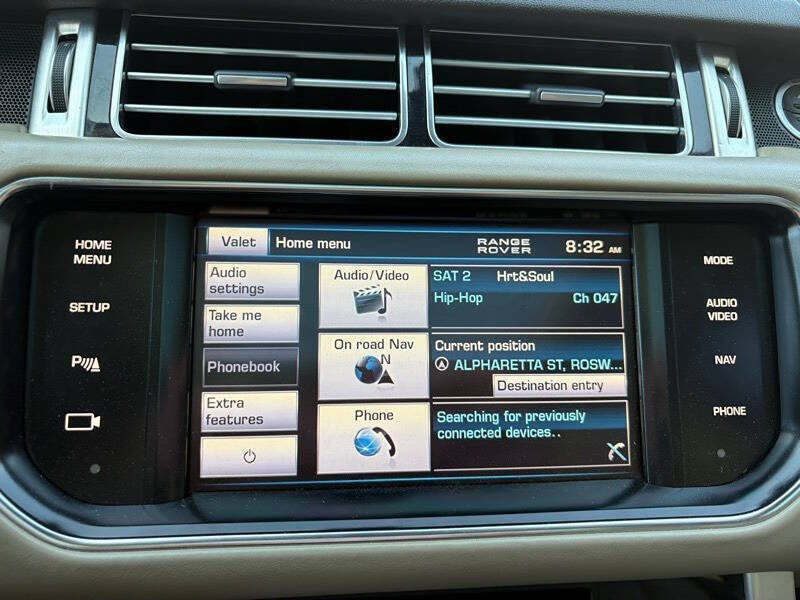 HOME
MENU
SETUP
P
Valet
Home menu
RANGE
ROVER
8:32 AM
Audio
settings
Take me
home
Phonebook
Extra
features
Audio/Video
SAT 2 Hrt&Soul
Hip-Hop Ch 047
On road Nav
N
Current position
ALPHARETTA ST, ROSW...
Destination entry
Phone
Searching for previously
connected devices..
MODE
AUDIO
VIDEO
NAV
PHONE